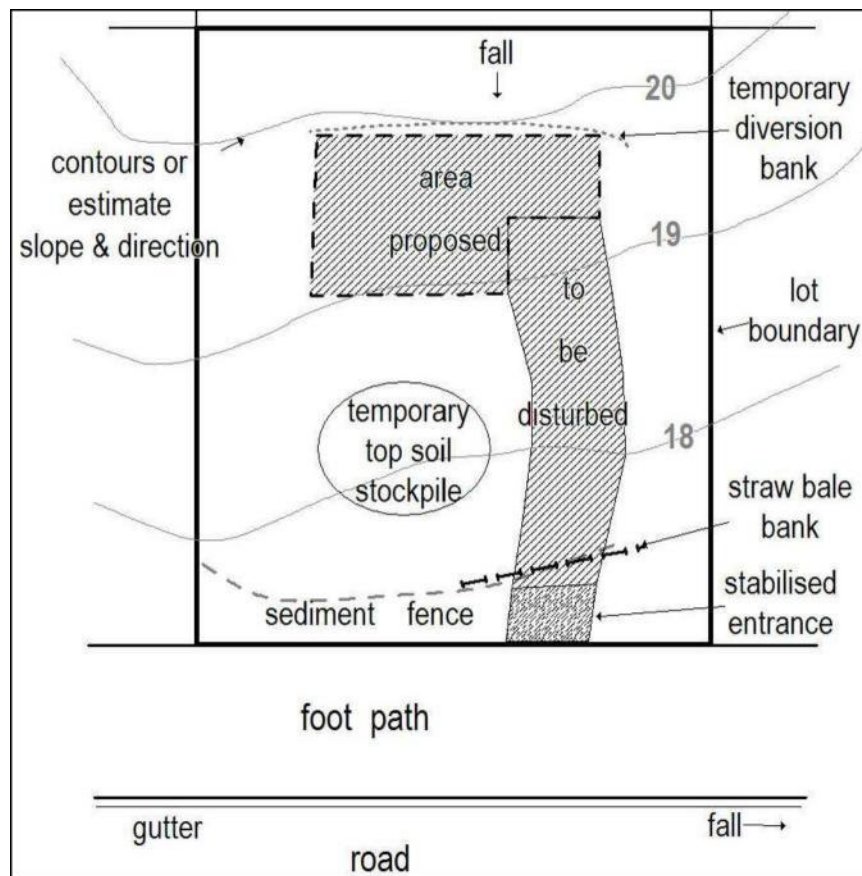 fall
20
temporary
diversion
bank
contours or
estimate
slope & direction
area
proposed
to
be
disturbed
19
lot
boundary
temporary
top soil
stockpile
18
straw bale
bank
stabilised
entrance
sediment fence
foot path
gutter
fall
road